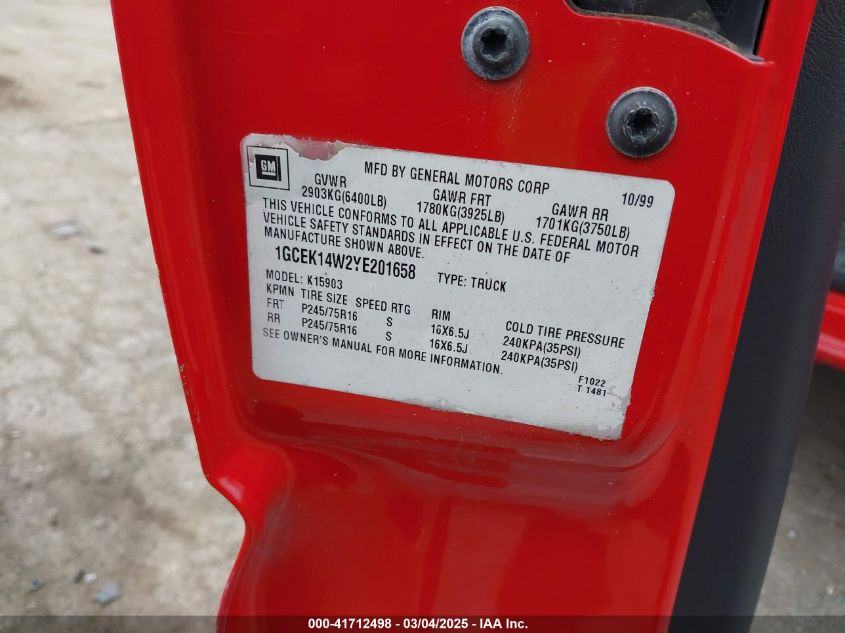 GM
MFD BY GENERAL MOTORS CORP 10/99
GVWR GAWR FRT GAWR RR
2903KG(6400LB) 1780KG(3925LB) 1701KG(3750LB)
THIS VEHICLE CONFORMS TO ALL APPLICABLE U.S. FEDERAL MOTOR
VEHICLE SAFETY STANDARDS IN EFFECT ON THE DATE OF
MANUFACTURE SHOWN ABOVE.
1GCEK14W2YE201658 TYPE: TRUCK
MODEL: K15903
KPMN TIRE SIZE SPEED RTG RIM COLD TIRE PRESSURE
FRT P245/75R16 S 16X6.5J 240KPA(35PSI)
RR P245/75R16 S 16X6.5J 240KPA(35PSI)
SEE OWNER'S MANUAL FOR MORE INFORMATION.
F1022
T 1481
000-41712498 - 03/04/2025 - IAA Inc.